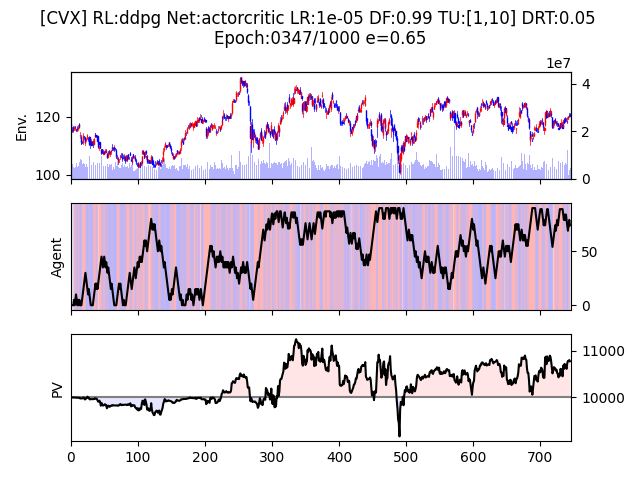 [CVX] RL:ddpg Net:actorcritic LR:1e-05 DF:0.99 TU:[1,10] DRT:0.05
Epoch:0347/1000 e=0.65
1e7
Env.
120
100
4
2
0
Agent
50
0
PV
11000
10000
0 100 200 300 400 500 600 700